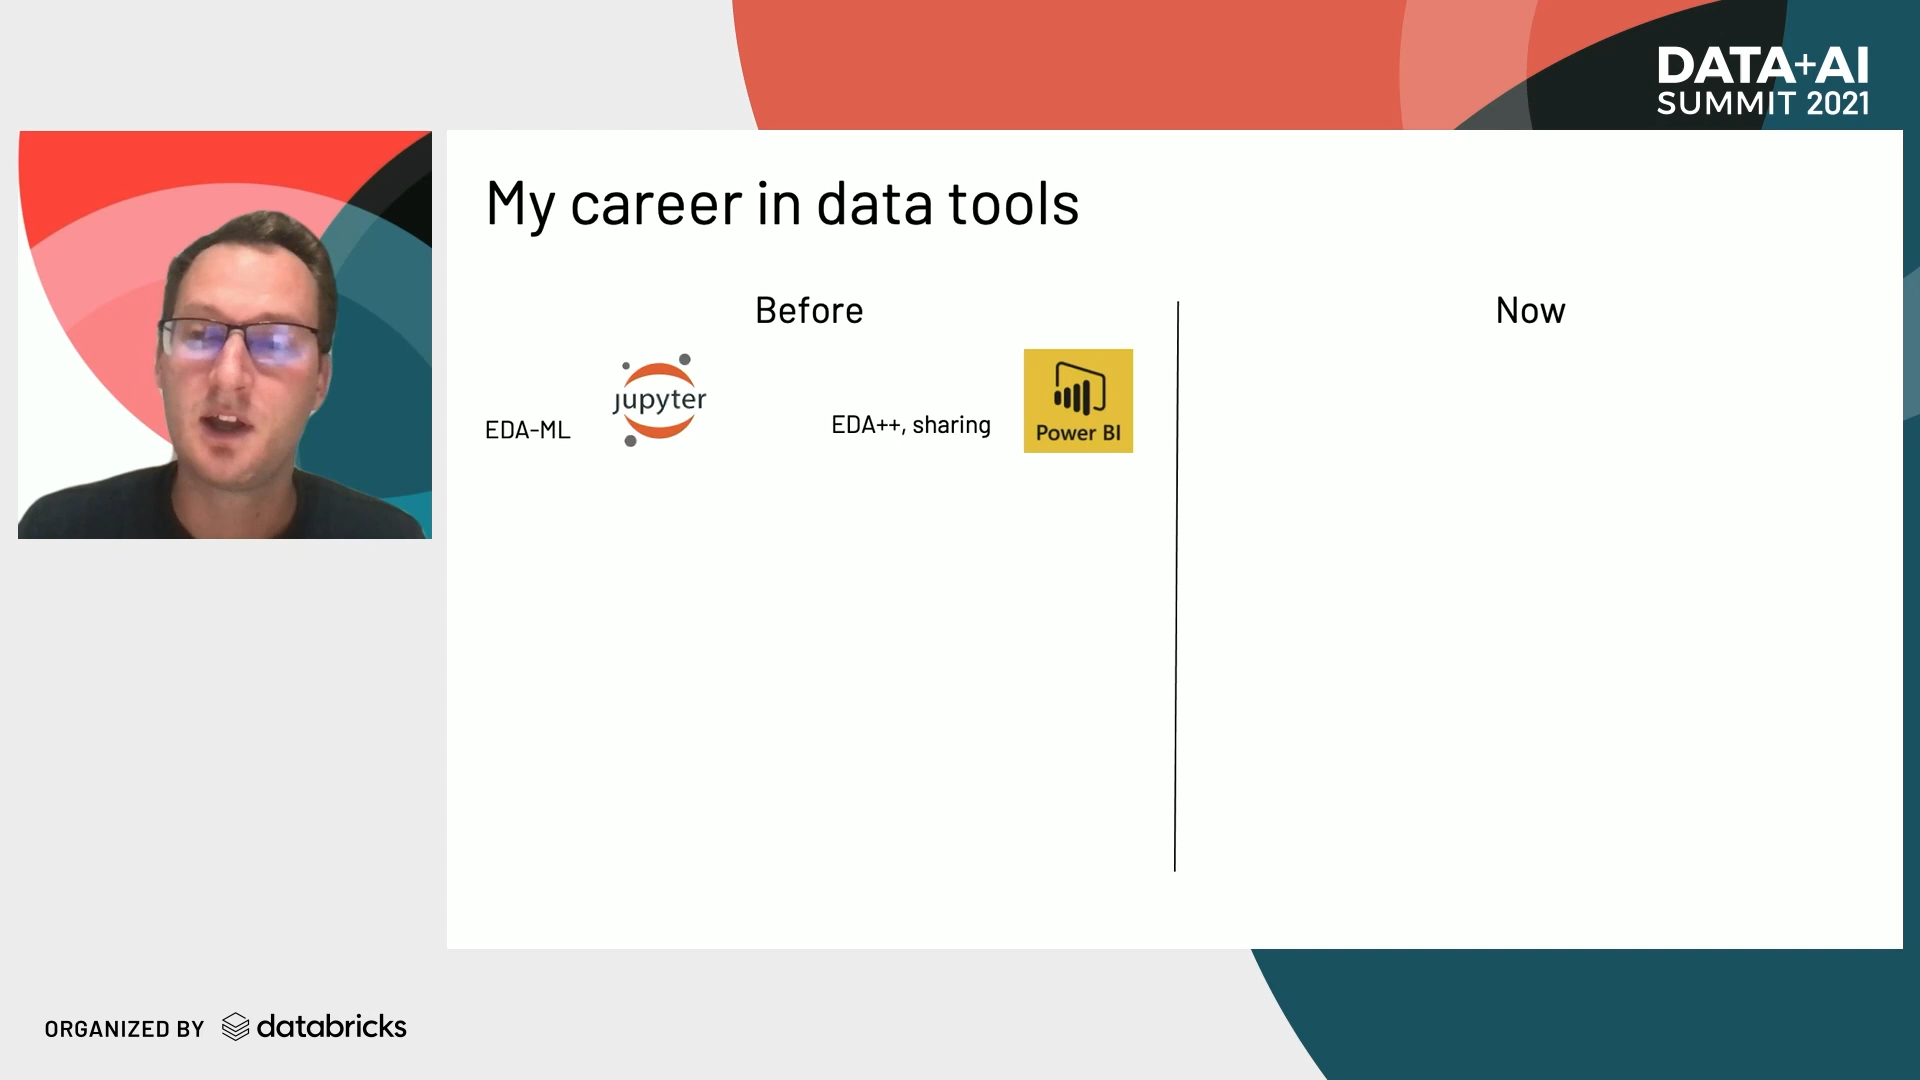 DATA+AI
SUMMIT 2021
My career in data tools
Before
Now
EDA-ML
jupyter
EDA++, sharing
Power BI
ORGANIZED BY databricks